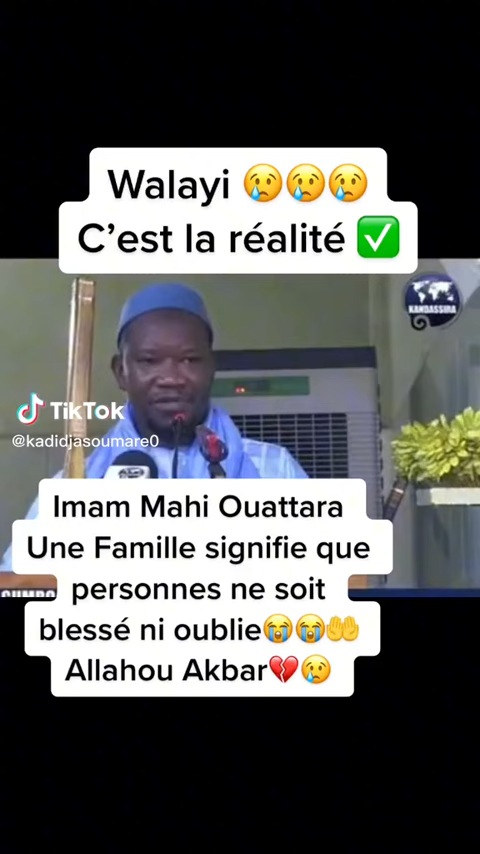 Walayi 😢😢😢
C’est la réalité ✅
KANDASSIRA
TikTok
@kadidjasoumare0
Imam Mahi Ouattara
Une Famille signifie que
personnes ne soit
blessé ni oublie😭😭🤲
Allahou Akbar💔😢